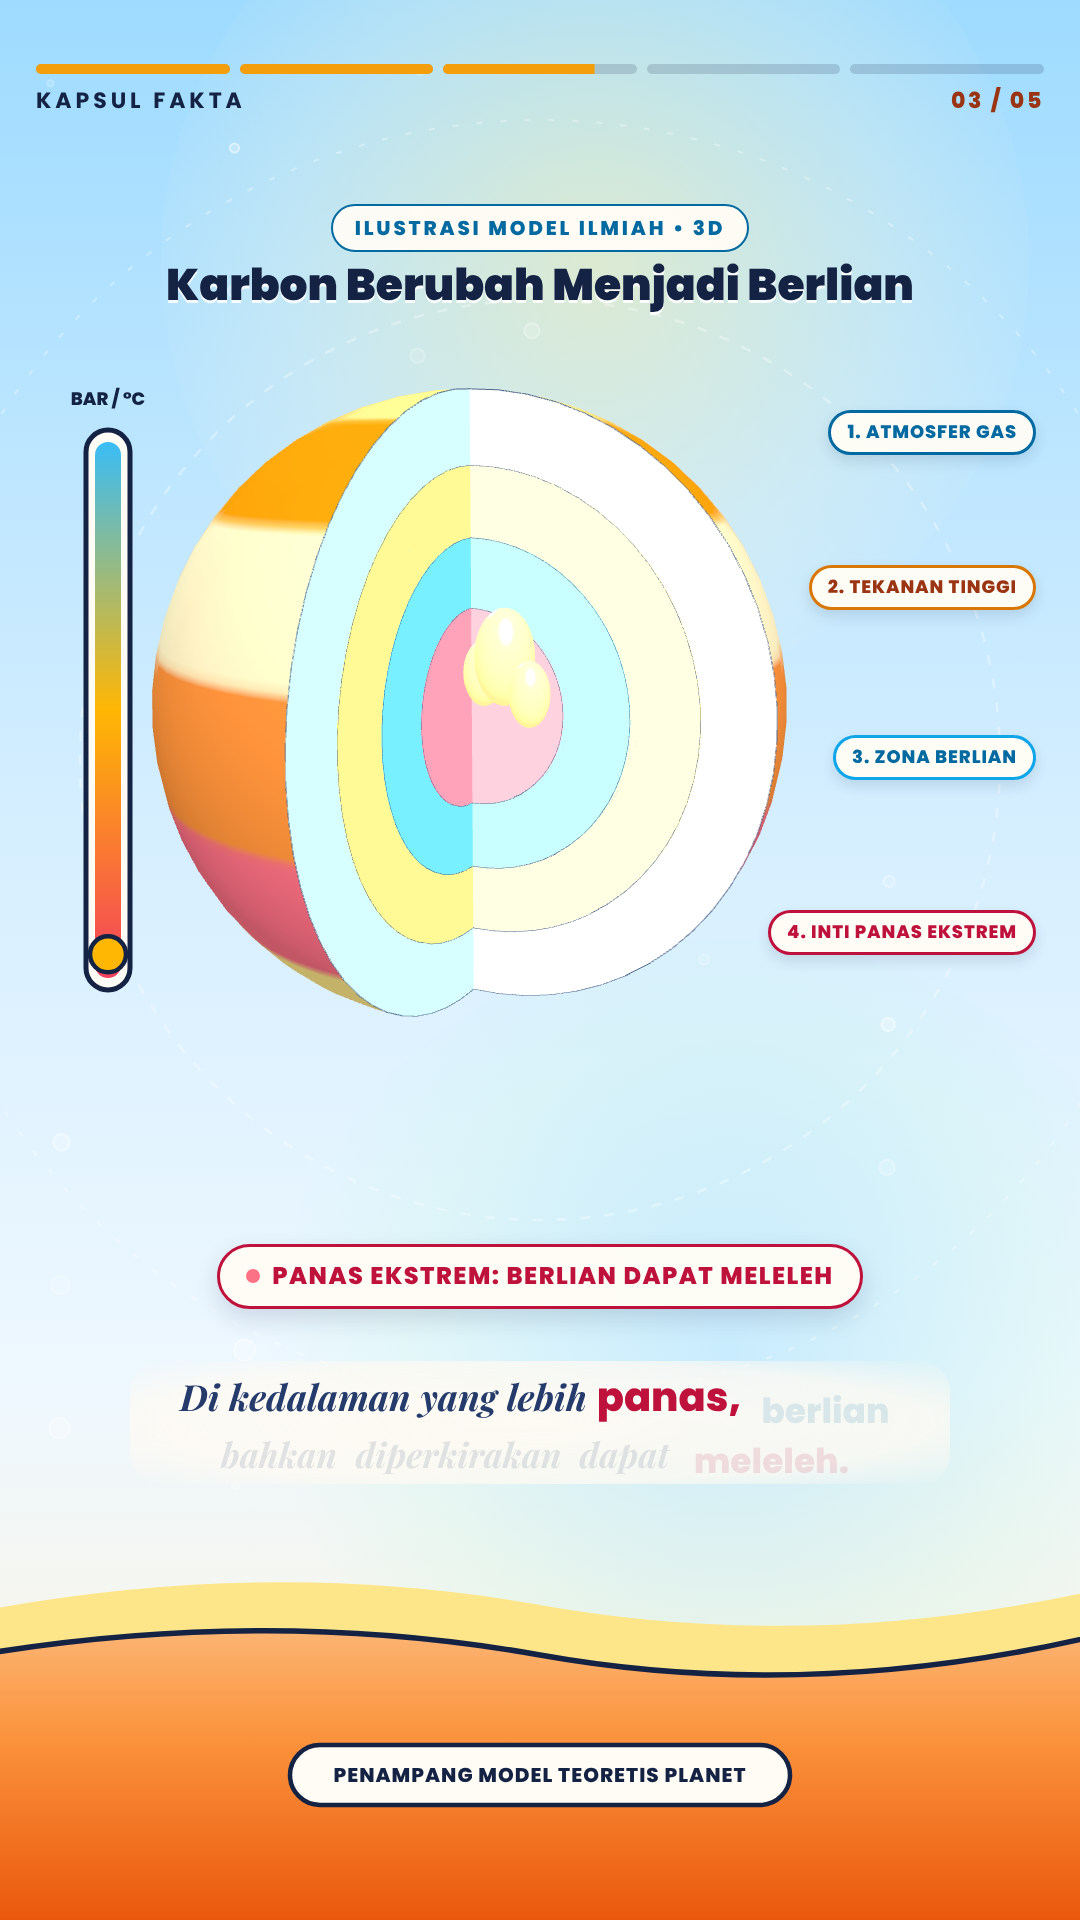 KAPSUL FAKTA
03 / 05
ILUSTRASI MODEL ILMIAH • 3D
Karbon Berubah Menjadi Berlian
BAR / °C
1. ATMOSFER GAS
2. TEKANAN TINGGI
3. ZONA BERLIAN
4. INTI PANAS EKSTREM
PANAS EKSTREM: BERLIAN DAPAT MELELEH
Di kedalaman yang lebih panas, berlian
bahkan diperkirakan dapat meleleh.
PENAMPANG MODEL TEORETIS PLANET